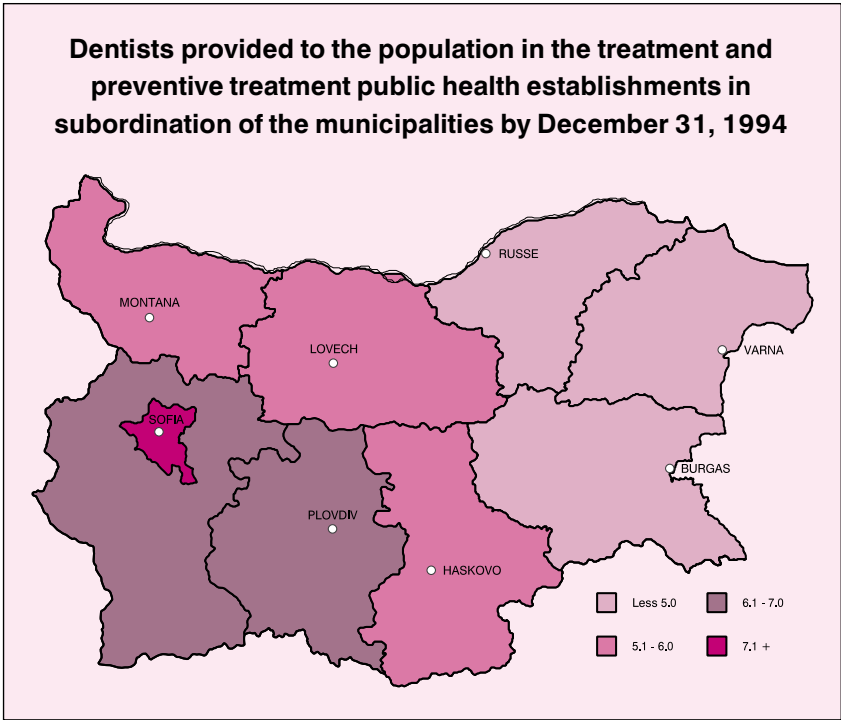 Dentists provided to the population in the treatment and
preventive treatment public health establishments in
subordination of the municipalities by December 31, 1994
RUSSE
MONTANA
LOVECH
VARNA
SOFIA
BURGAS
PLOVDIV
HASKOVO
Less 5.0
6.1 - 7.0
5.1 - 6.0
7.1 +